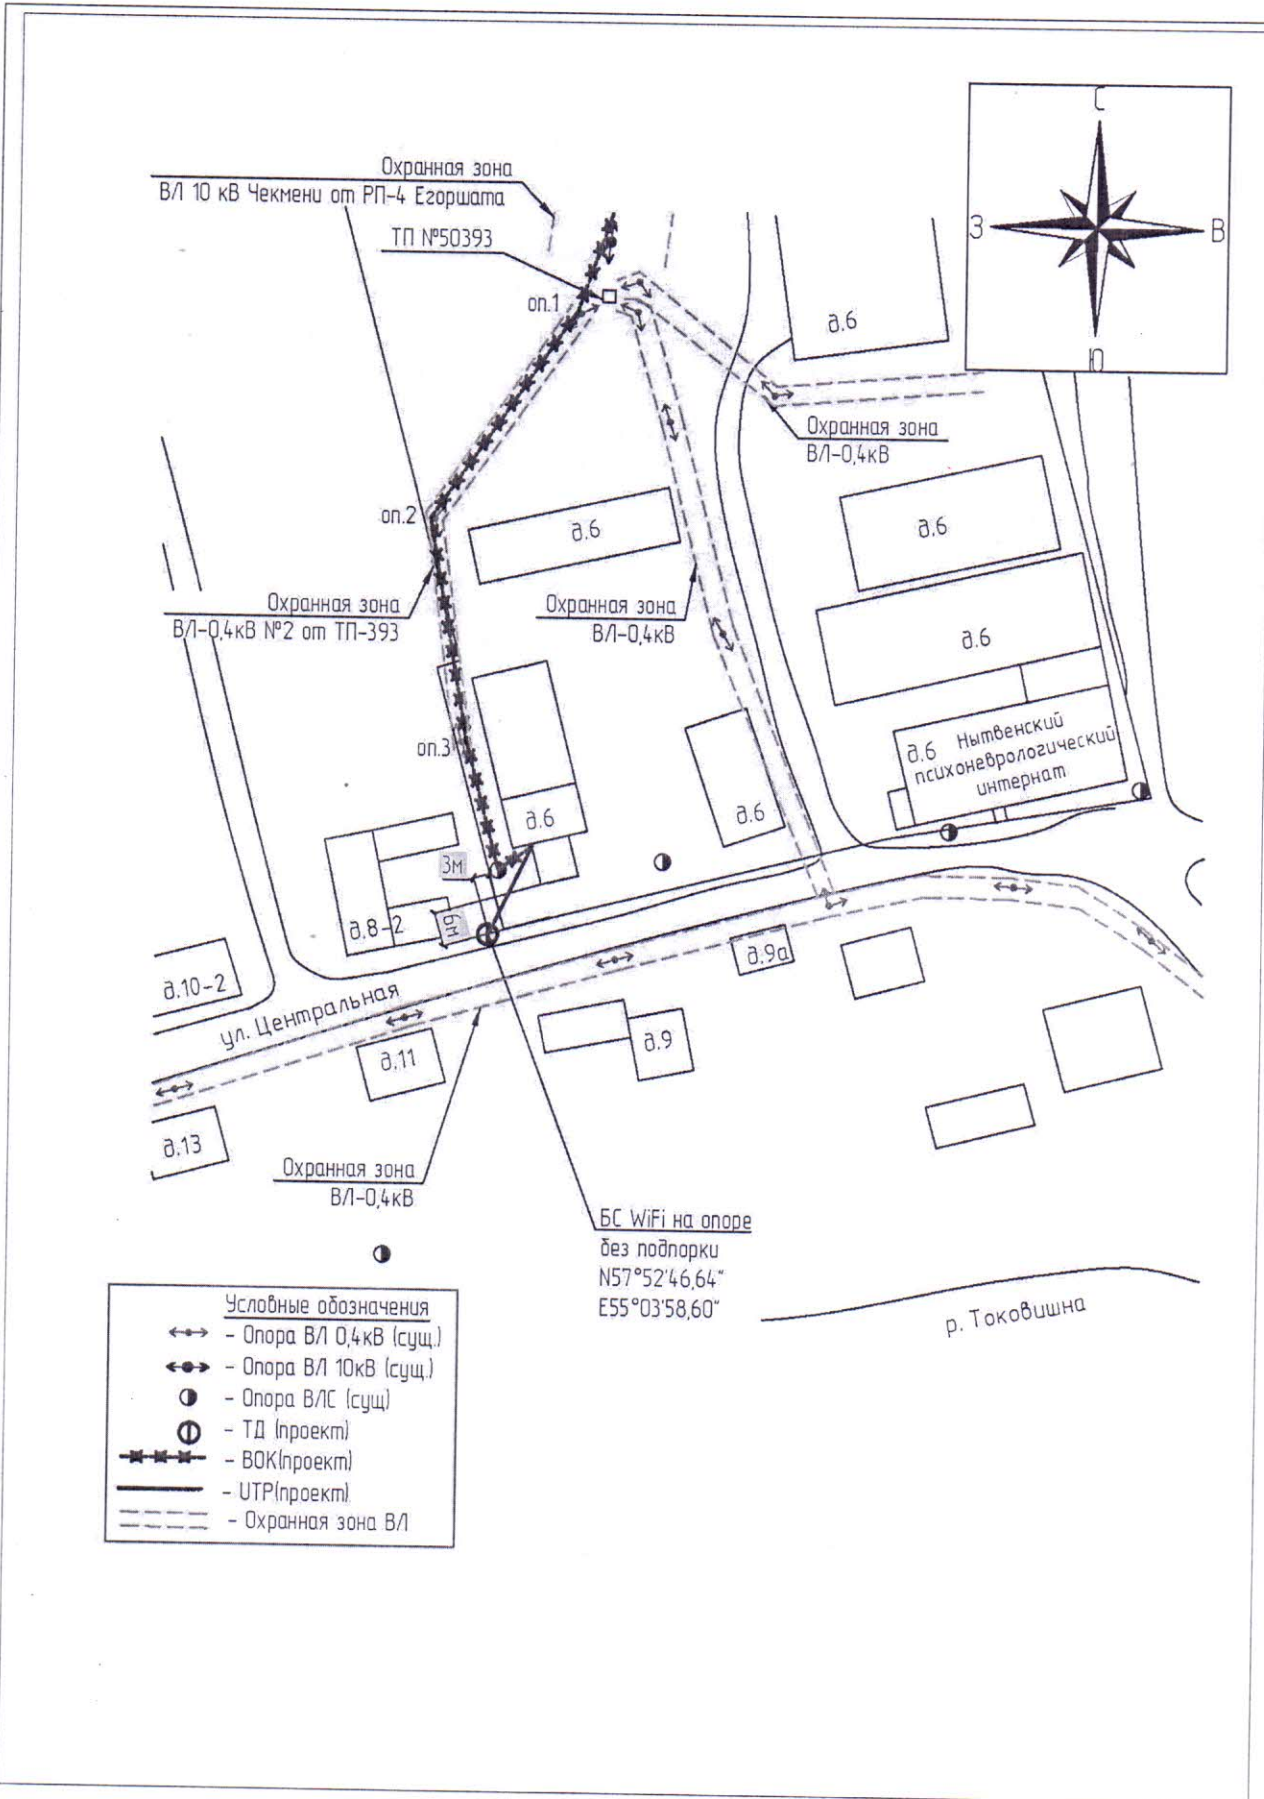 С
З
В
Ю
Охранная зона
ВЛ 10 кВ Чекмени от РП-4 Егоршата
ТП №50393
оп.1
д.6
Охранная зона
ВЛ-0,4кВ
оп.2
д.6
д.6
Охранная зона
ВЛ-0,4кВ №2 от ТП-393
Охранная зона
ВЛ-0,4кВ
д.6
оп.3
д.6 Нытвенский
психоневрологический
интернат
д.6
д.6
3м
6м
д.8-2
д.9а
д.10-2
ул. Центральная
д.9
д.11
д.13
Охранная зона
ВЛ-0,4кВ
БС WiFi на опоре
без подпорки
N57°52'46,64"
E55°03'58,60"
р. Токовишна
Условные обозначения
- Опора ВЛ 0,4кВ (сущ.)
- Опора ВЛ 10кВ (сущ.)
- Опора ВЛС (сущ)
- ТД (проект)
- ВОК(проект)
- UTP(проект)
- Охранная зона ВЛ